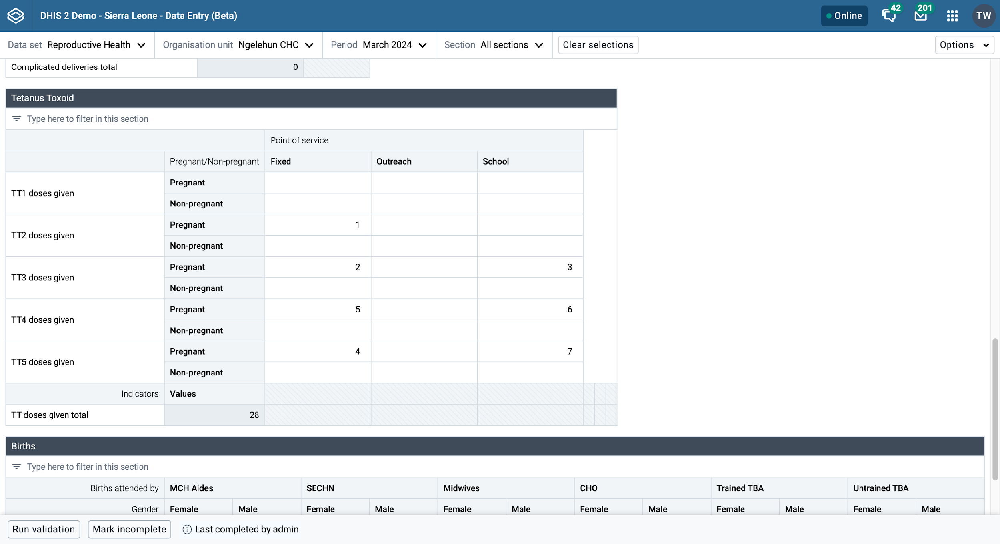 DHIS 2 Demo - Sierra Leone - Data Entry (Beta)
Online
42
201
TW
Data set Reproductive Health
Organisation unit Ngelehun CHC
Period March 2024
Section All sections
Clear selections
Options
Complicated deliveries total 0
Tetanus Toxoid
Type here to filter in this section
Point of service
Pregnant/Non-pregnant Fixed Outreach School
TT1 doses given
Pregnant
Non-pregnant
TT2 doses given
Pregnant 1
Non-pregnant
TT3 doses given
Pregnant 2 3
Non-pregnant
TT4 doses given
Pregnant 5 6
Non-pregnant
TT5 doses given
Pregnant 4 7
Non-pregnant
Indicators Values
TT doses given total 28
Births
Type here to filter in this section
Births attended by MCH Aides SECHN Midwives CHO Trained TBA Untrained TBA
Gender Female Male Female Male Female Male Female Male Female Male Female Male
Run validation
Mark incomplete
Last completed by admin